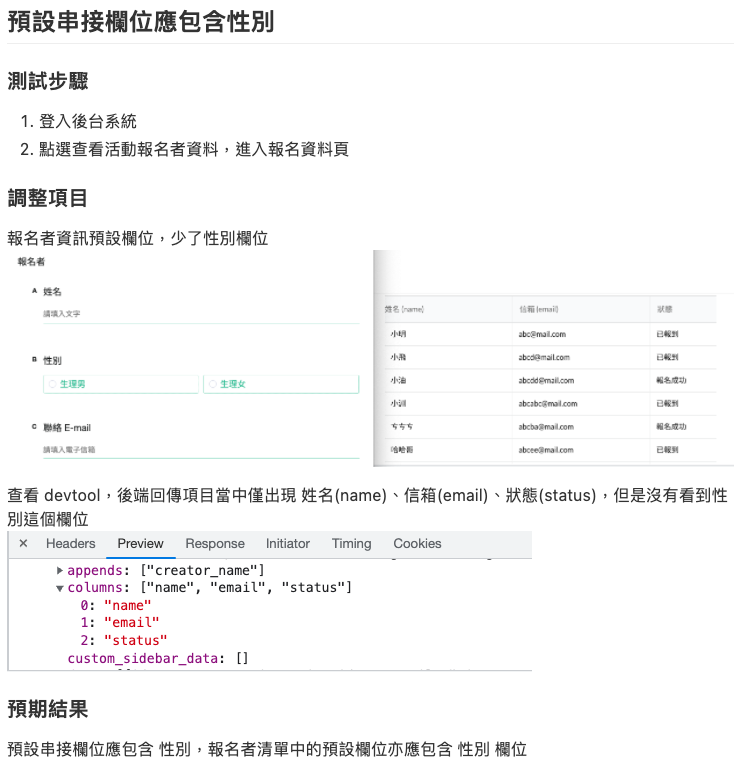 預設串接欄位應包含性別
測試步驟
1. 登入後台系統
2. 點選查看活動報名者資料，進入報名資料頁
調整項目
報名者資訊預設欄位，少了性別欄位
報名者
A 姓名
請填入文字
B 性別
生理男 生理女
C 聯絡 E-mail
請填入電子信箱
姓名 (name) 信箱 (email) 狀態
小明 abc@mail.com 已報到
小飛 abcd@mail.com 已報到
小油 abcdd@mail.com 報名成功
小訓 abcabc@mail.com 已報到
ㄘㄘㄘ abcba@mail.com 報名成功
哈哈哥 abcee@mail.com 已報到
查看 devtool，後端回傳項目當中僅出現 姓名(name)、信箱(email)、狀態(status)，但是沒有看到性
別這個欄位
× Headers Preview Response Initiator Timing Cookies
appends: ["creator_name"]
columns: ["name", "email", "status"]
0: "name"
1: "email"
2: "status"
custom_sidebar_data: []
預期結果
預設串接欄位應包含 性別，報名者清單中的預設欄位亦應包含 性別 欄位